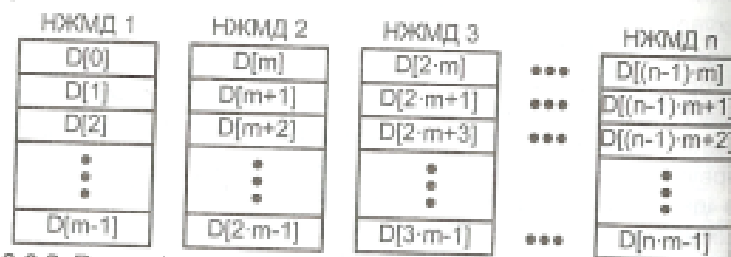 НЖМД 1 НЖМД 2 НЖМД 3 НЖМД n
D[0] D[m] D[2·m] ••• D[(n-1)·m]
D[1] D[m+1] D[2·m+1] ••• D[(n-1)·m+1]
D[2] D[m+2] D[2·m+3] ••• D[(n-1)·m+2]
D[m-1] D[2·m-1] D[3·m-1] ••• D[n·m-1]